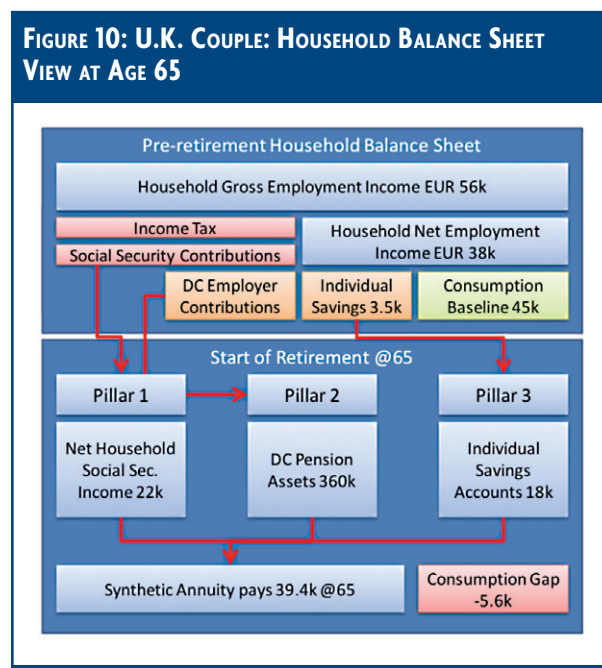 FIGURE 10: U.K. COUPLE: HOUSEHOLD BALANCE SHEET
VIEW AT AGE 65
Pre-retirement Household Balance Sheet
Household Gross Employment Income EUR 56k
Income Tax
Social Security Contributions
Household Net Employment
Income EUR 38k
DC Employer
Contributions
Individual
Savings 3.5k
Consumption
Baseline 45k
Start of Retirement @65
Pillar 1
Pillar 2
Pillar 3
Net Household
Social Sec.
Income 22k
DC Pension
Assets 360k
Individual
Savings
Accounts 18k
Synthetic Annuity pays 39.4k @65
Consumption Gap
-5.6k